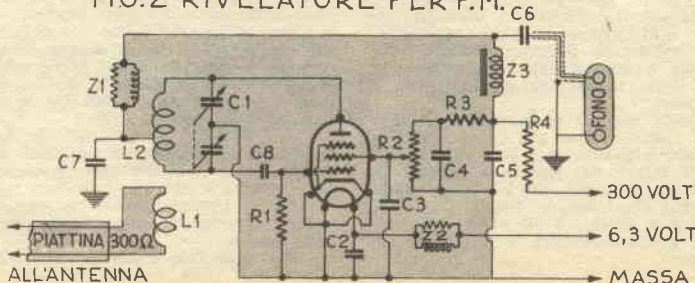 FIG.2 RIVELATORE PER F.M.
C6
Z1
C1
Z3
FONO
R3
R4
C7
L2
C8
R2
C4
C5
300 VOLT
L1
R1
C3
PIATTINA 300Ω
C2
Z2
6,3 VOLT
ALL'ANTENNA
MASSA